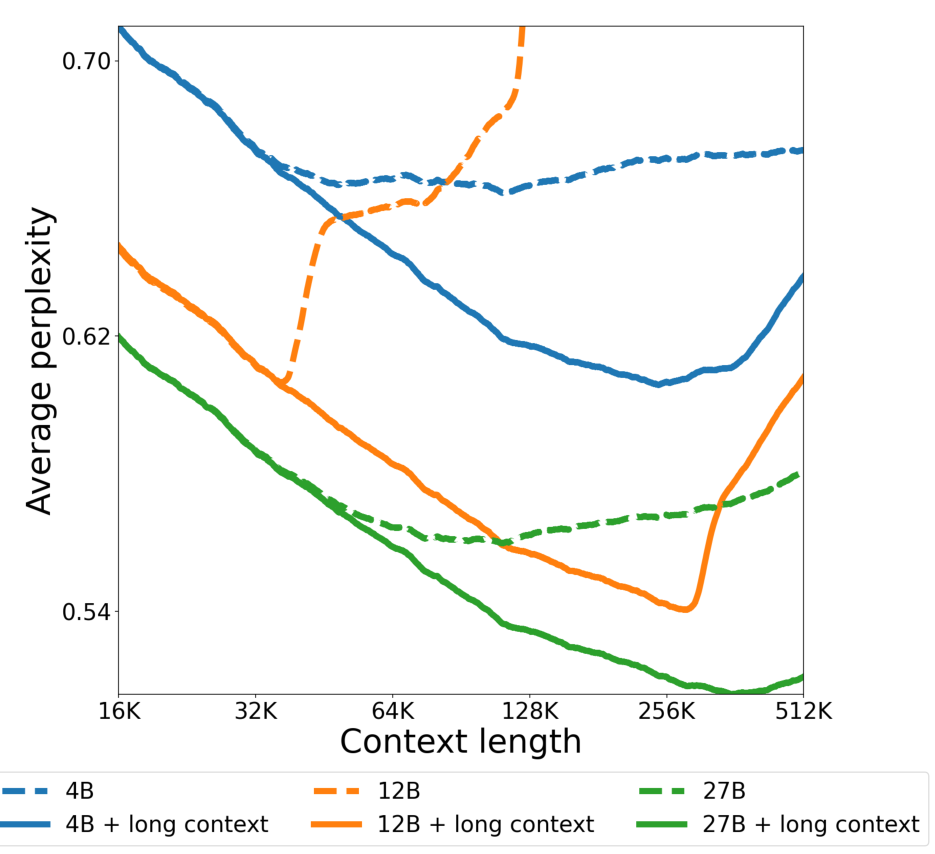 Average perplexity
0.70
0.62
0.54
16K 32K 64K 128K 256K 512K
Context length
4B 12B 27B
4B + long context 12B + long context 27B + long context